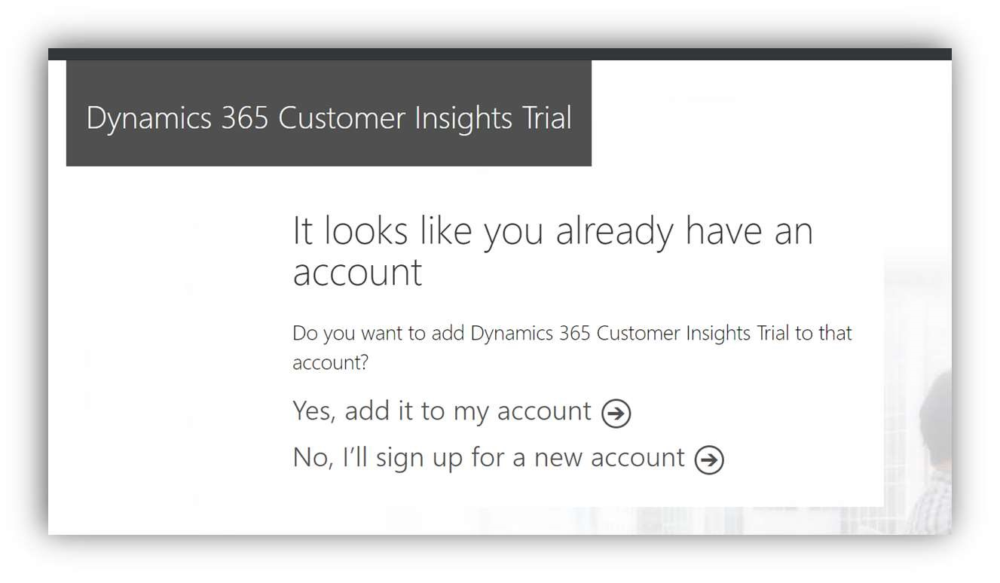 Dynamics 365 Customer Insights Trial
It looks like you already have an
account
Do you want to add Dynamics 365 Customer Insights Trial to that
account?
Yes, add it to my account
No, I’ll sign up for a new account